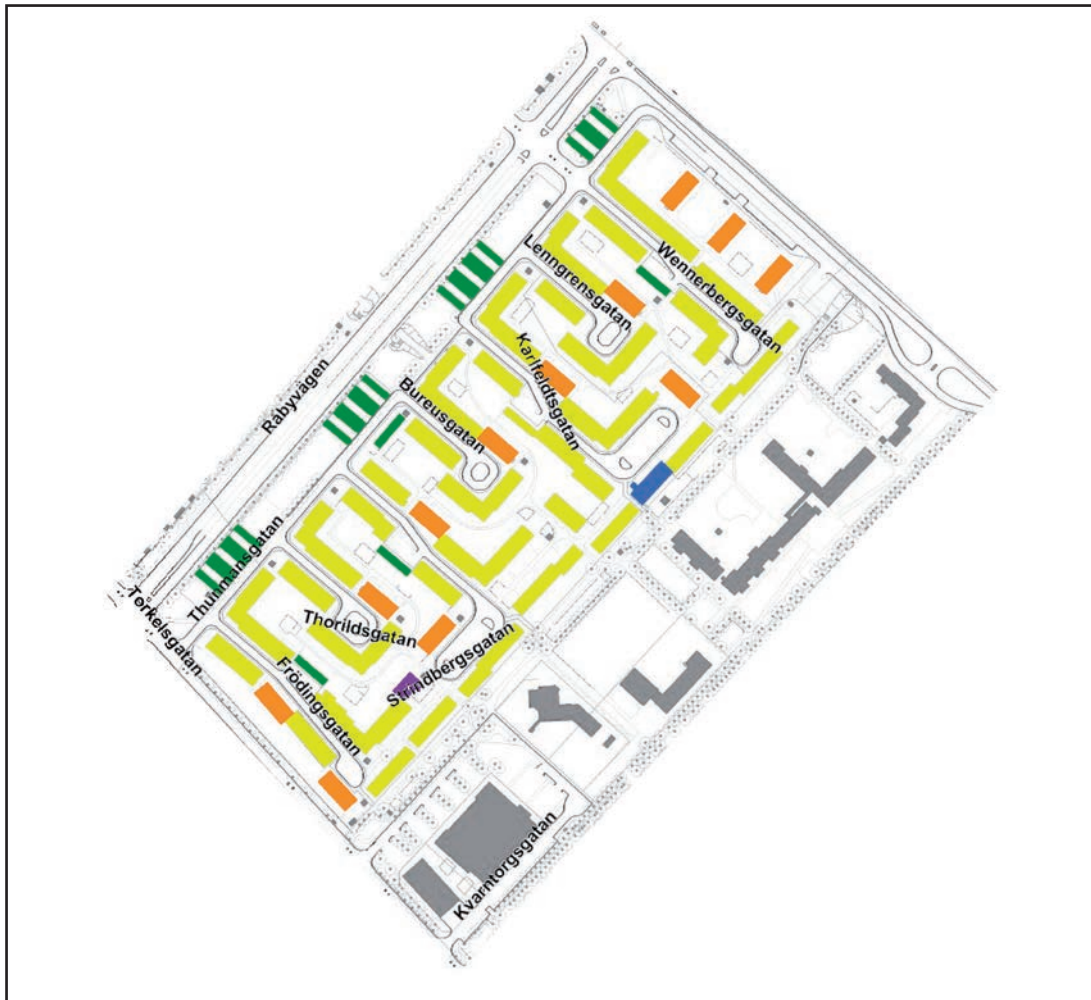 Wennerbergsgatan
Lenngrensgatan
Karlfeldtsgatan
Råbyvägen
Bureusgatan
Thunmansgatan
Torkelsgatan
Thorildsgatan
Strindbergsgatan
Frödingsgatan
Kvarntorgsgatan